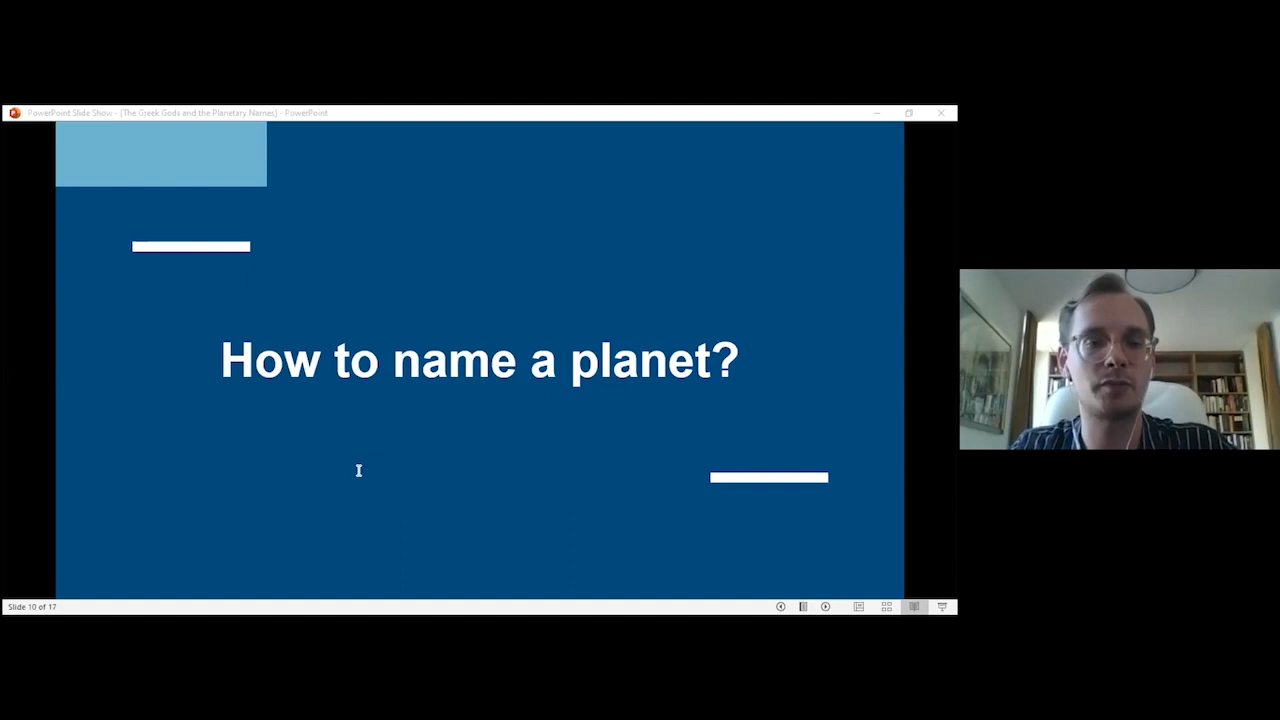 PowerPoint Slide Show - [The Greek Gods and the Planetary Names] - PowerPoint
How to name a planet?
Slide 10 of 17